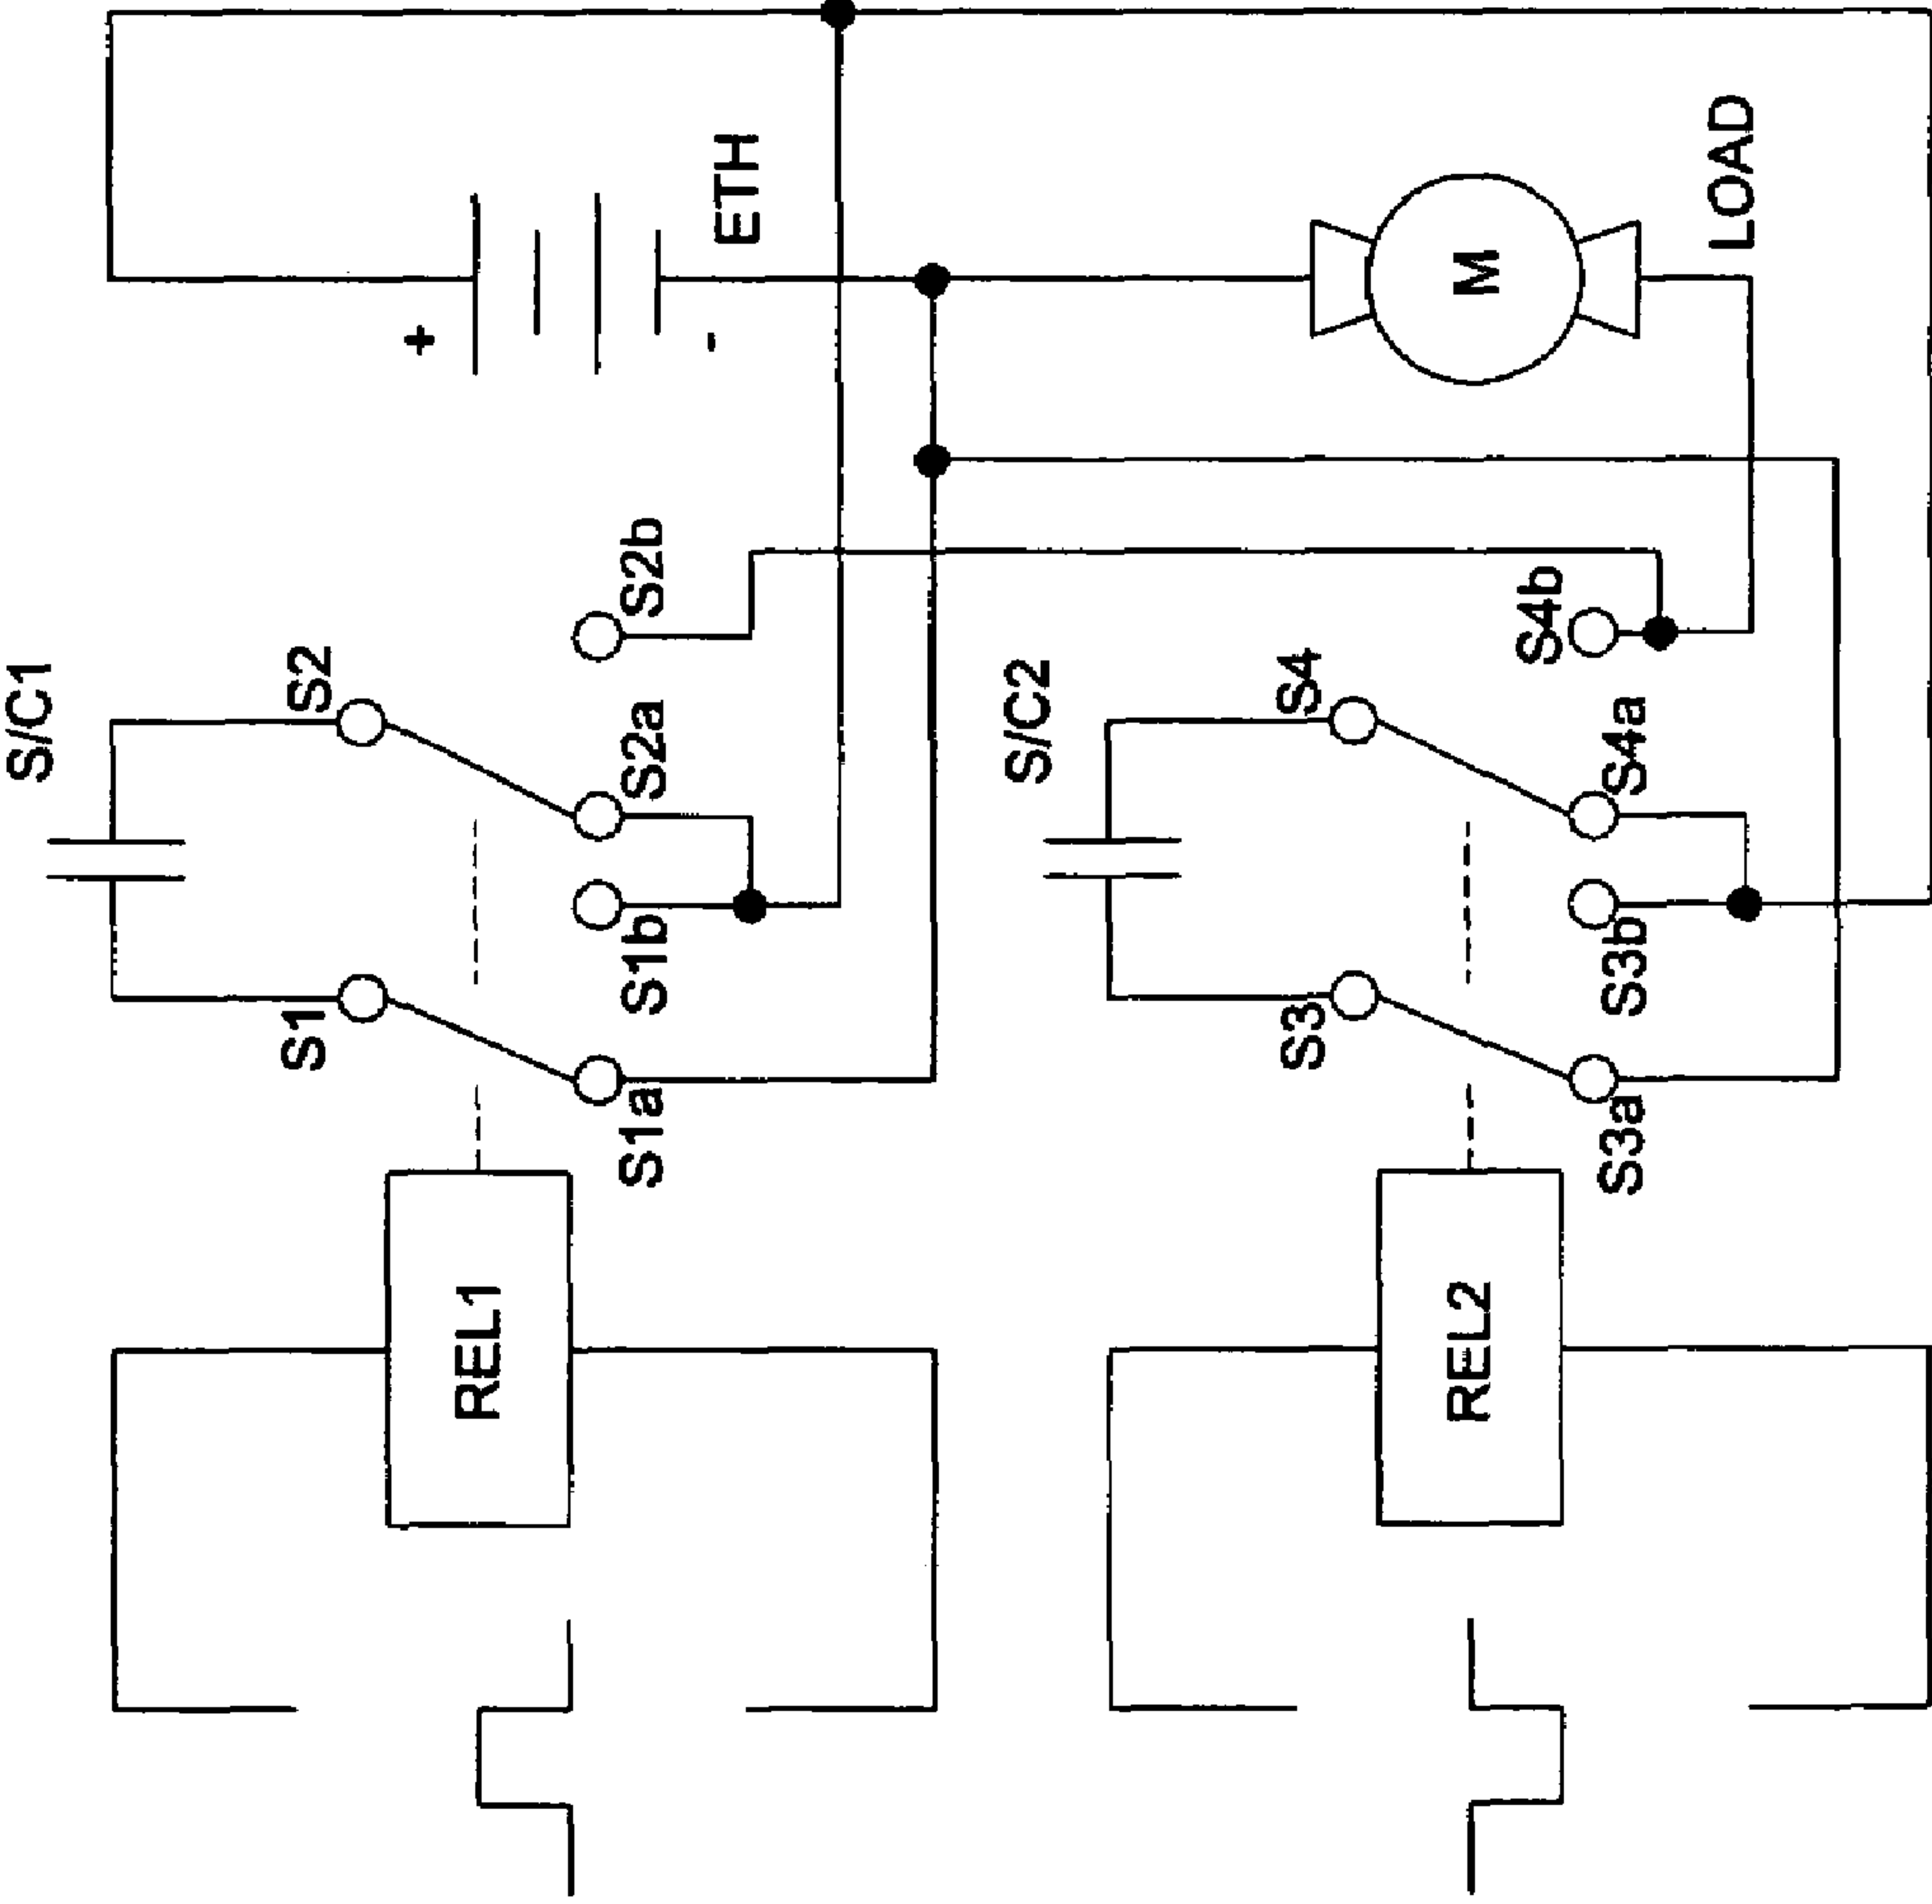 S/C1
S2
+
ETH
-
S2b
S2a
S1b
S1
S1a
REL1
S/C2
S4
S4b
S4a
M
LOAD
S3
S3b
S3a
REL2